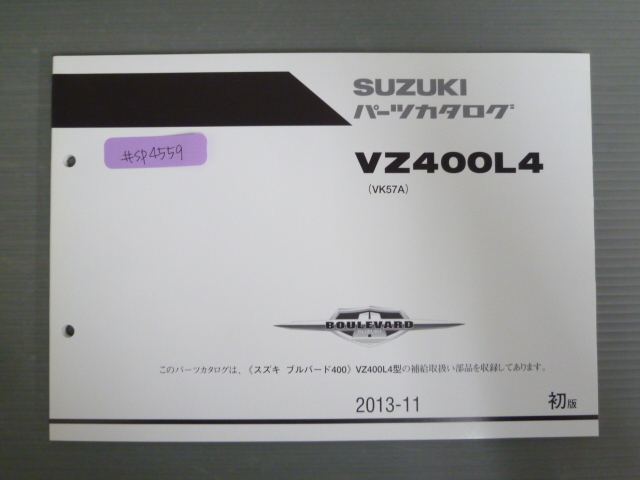 SUZUKI
パーツカタログ
#SP4559
VZ400L4
(VK57A)
BOULEVARD
このパーツカタログは、《スズキ ブルバード400》VZ400L4型の補給取扱い部品を収録してあります。
2013-11
初版